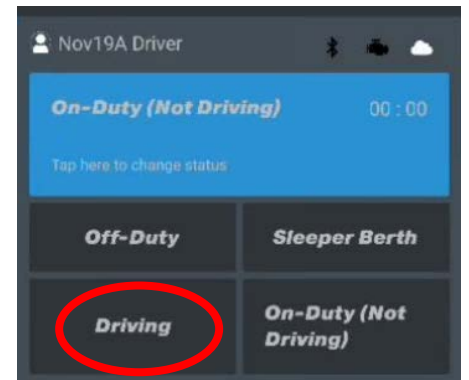 Nov19A Driver
On-Duty (Not Driving) 00 : 00
Tap here to change status
Off-Duty Sleeper Berth
Driving On-Duty (Not
Driving)